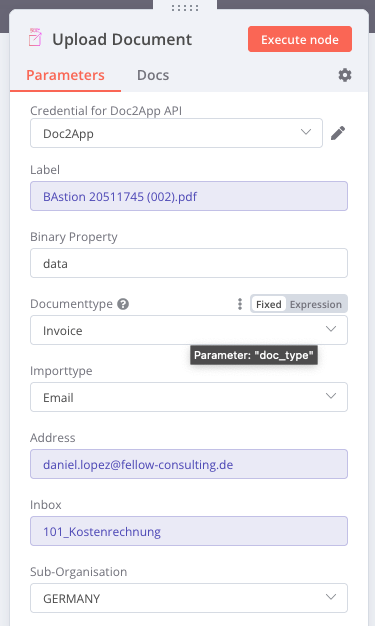 Upload Document
Execute node
Parameters
Docs
Credential for Doc2App API
Doc2App
Label
BAstion 20511745 (002).pdf
Binary Property
data
Documenttype
Fixed
Expression
Invoice
Parameter: "doc_type"
Importtype
Email
Address
daniel.lopez@fellow-consulting.de
Inbox
101_Kostenrechnung
Sub-Organisation
GERMANY